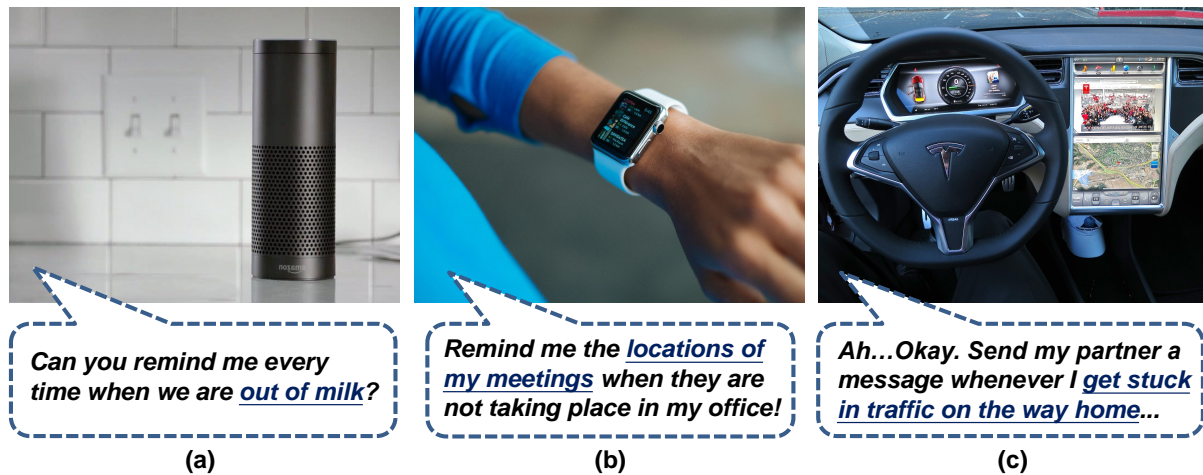 amazon
Can you remind me every
time when we are out of milk?
Remind me the locations of
my meetings when they are
not taking place in my office!
Ah…Okay. Send my partner a
message whenever I get stuck
in traffic on the way home...
(a)
(b)
(c)